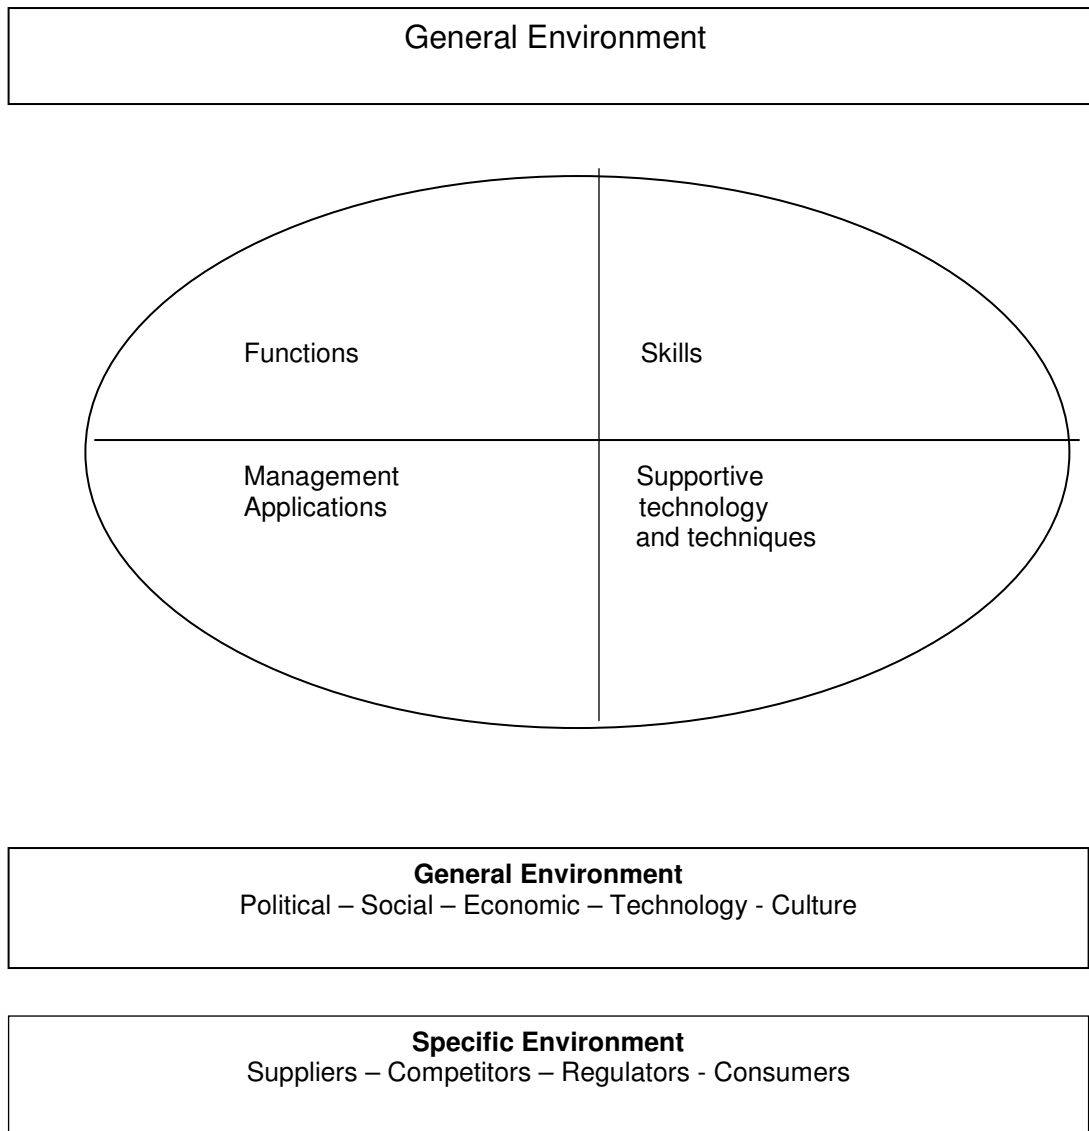 General Environment
Functions
Skills
Management
Applications
Supportive
technology
and techniques
General Environment
Political – Social – Economic – Technology - Culture
Specific Environment
Suppliers – Competitors – Regulators - Consumers